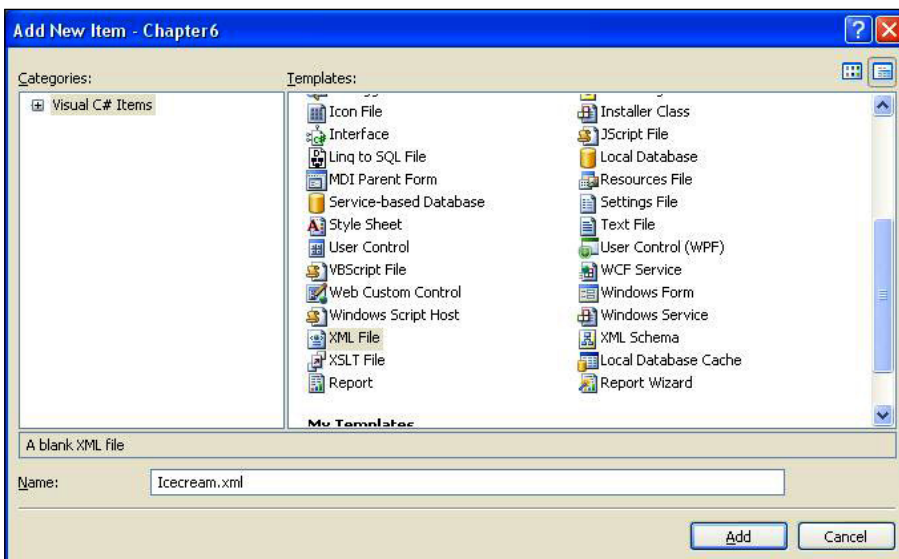 Add New Item - Chapter6
Categories:
Templates:
Visual C# Items
Icon File
Installer Class
Interface
JScript File
Linq to SQL File
Local Database
MDI Parent Form
Resources File
Service-based Database
Settings File
Style Sheet
Text File
User Control
User Control (WPF)
VBScript File
WCF Service
Web Custom Control
Windows Form
Windows Script Host
Windows Service
XML File
XML Schema
XSLT File
Local Database Cache
Report
Report Wizard
My Templates
A blank XML file
Name:
Icecream.xml
Add
Cancel